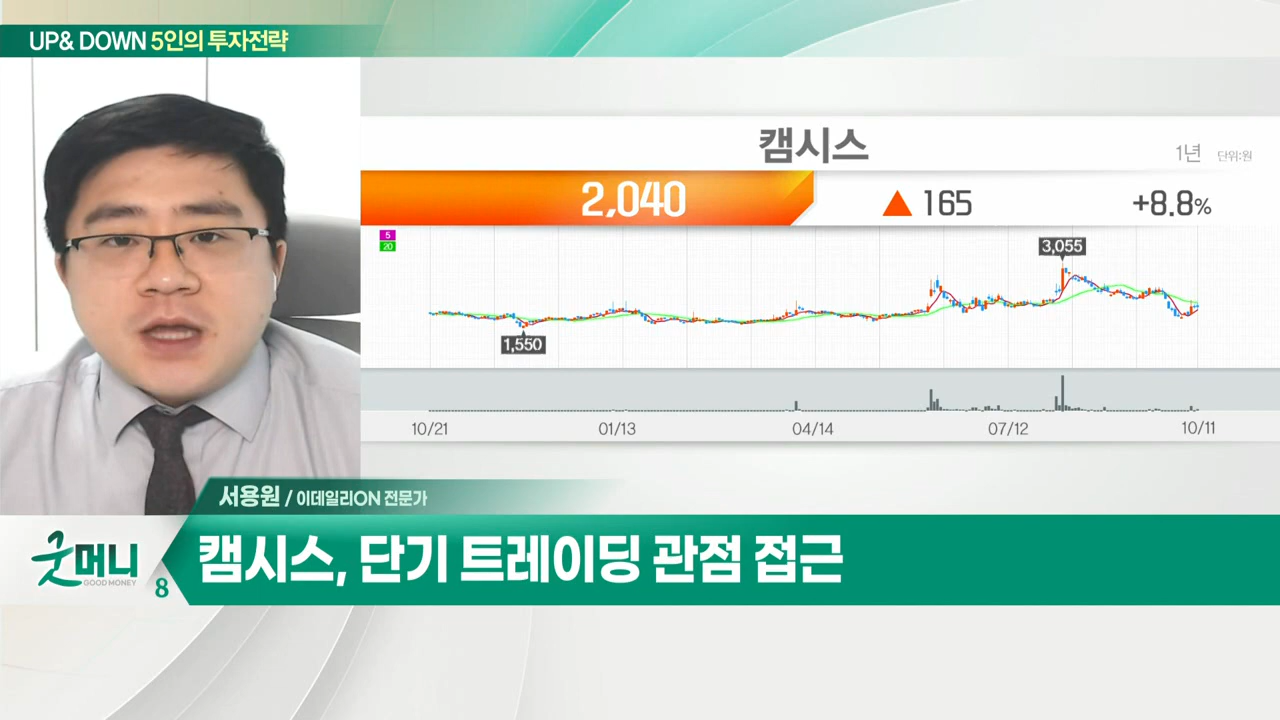 UP& DOWN 5인의 투자전략
캠시스
1년 단위:원
2,040 ▲ 165 +8.8%
5
20
3,055
1,550
10/21 01/13 04/14 07/12 10/11
서용원 / 이데일리ON 전문가
굿머니
GOOD MONEY
8
캠시스, 단기 트레이딩 관점 접근